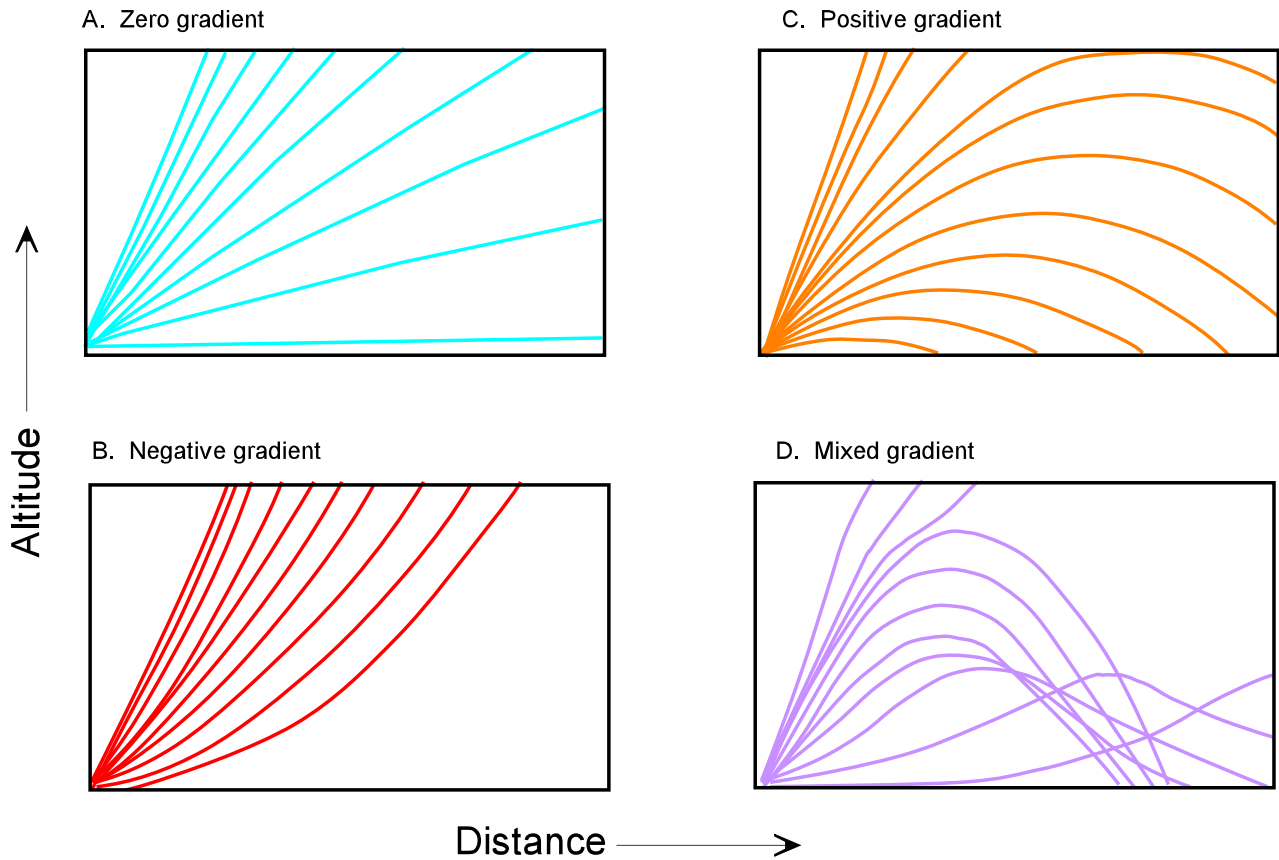 A. Zero gradient
C. Positive gradient
B. Negative gradient
D. Mixed gradient
Altitude
Distance